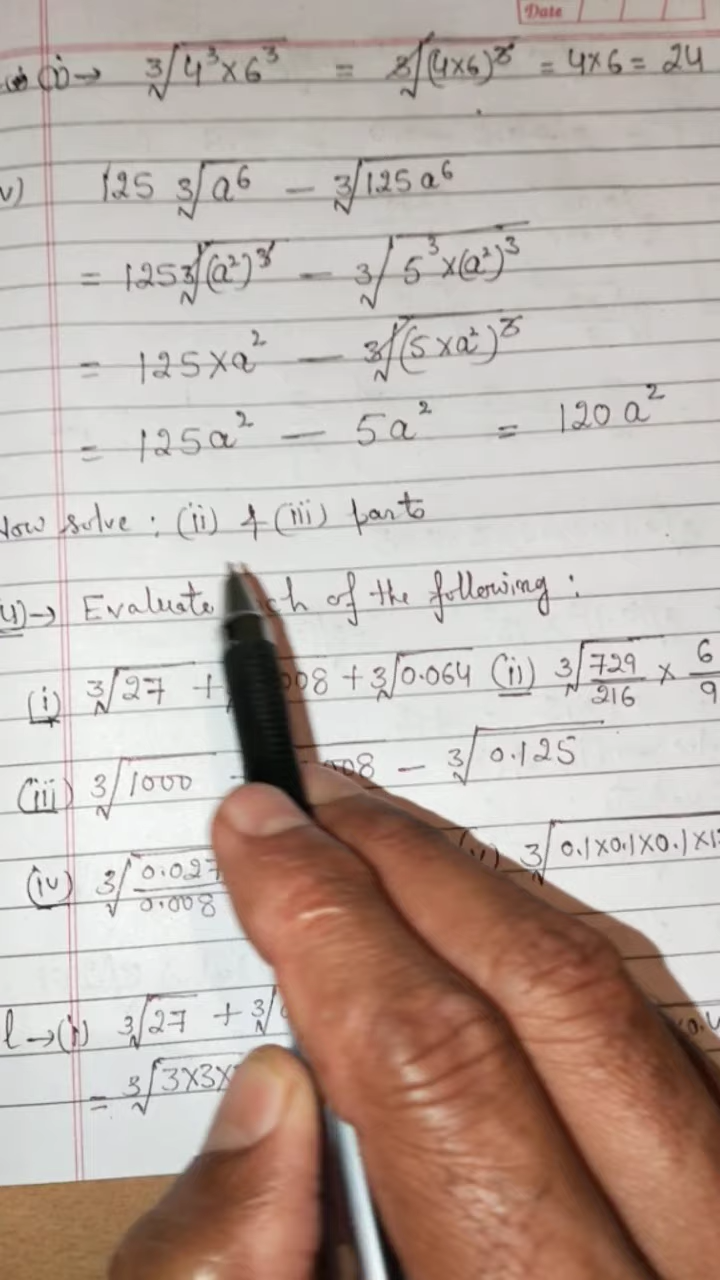 Date
(i)→ ∛(4³×6³) = ∛(4×6)³ = 4×6 = 24
v) 125 ∛a⁶ – ∛125a⁶
= 125∛(a²)³ – ∛5³×(a²)³
= 125×a² – ∛(5×a²)³
= 125a² – 5a² = 120a²
Now solve : (ii) & (iii) parts
4)→ Evaluate of the following :
(i) ∛27 + 008 + ∛0.064 (ii) ∛729/216 × 6/9
(iii) ∛1000 008 – ∛0.125
(iv) ∛0.027/0.008 ∛0.1×0.1×0.1×1
l→(i) ∛27 + ∛
= ∛3×3×